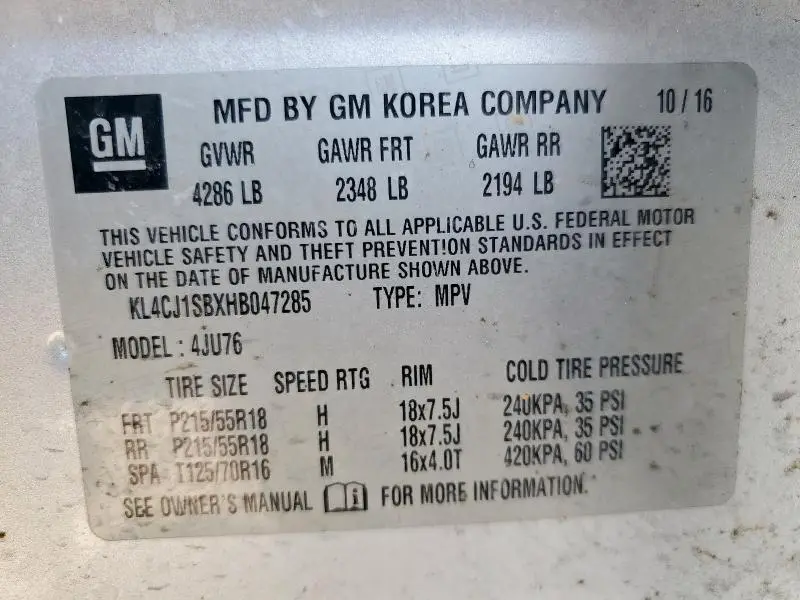 GM
MFD BY GM KOREA COMPANY 10 / 16
GVWR GAWR FRT GAWR RR
4286 LB 2348 LB 2194 LB
THIS VEHICLE CONFORMS TO ALL APPLICABLE U.S. FEDERAL MOTOR
VEHICLE SAFETY AND THEFT PREVENTION STANDARDS IN EFFECT
ON THE DATE OF MANUFACTURE SHOWN ABOVE.
KL4CJ1SBXHB047285 TYPE: MPV
MODEL : 4JU76
TIRE SIZE SPEED RTG RIM COLD TIRE PRESSURE
FRT P215/55R18 H 18x7.5J 240KPA, 35 PSI
RR P215/55R18 H 18x7.5J 240KPA, 35 PSI
SPA T125/70R16 M 16x4.0T 420KPA, 60 PSI
SEE OWNER'S MANUAL FOR MORE INFORMATION.